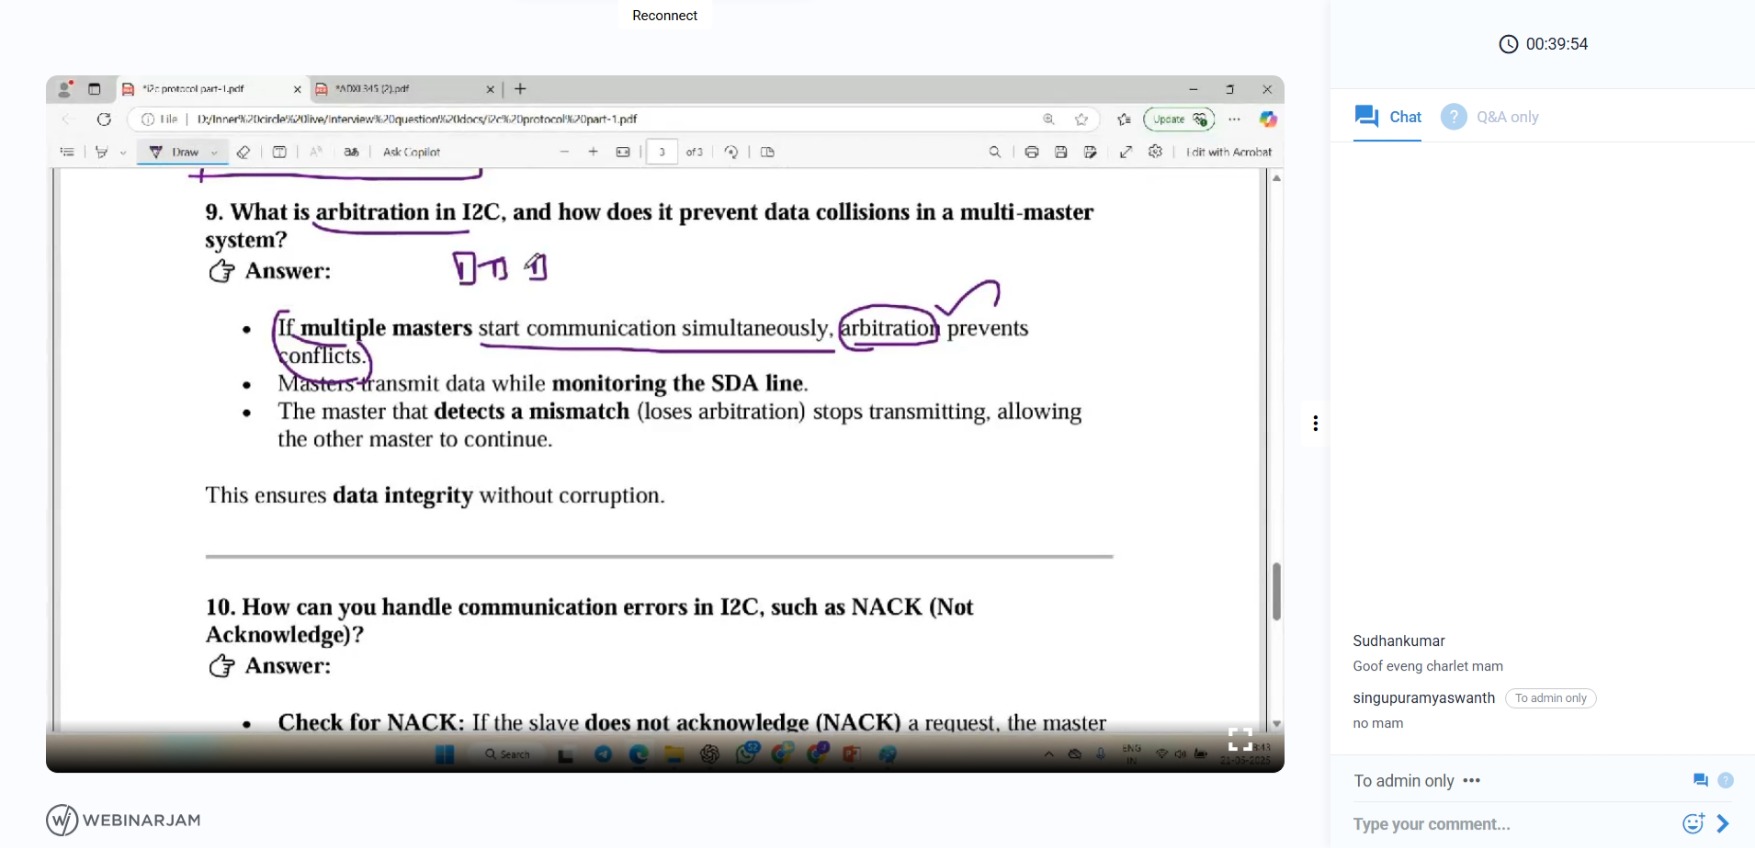 Reconnect
00:39:54
*i2c protocol part-1.pdf
*ADXL345 (2).pdf
File
D:/Inner%20circle%20live/Interview%20question%20docs/i2c%20protocol%20part-1.pdf
Update
Draw
Ask Copilot
3
of 3
Edit with Acrobat
9. What is arbitration in I2C, and how does it prevent data collisions in a multi-master
system?
Answer:
• If multiple masters start communication simultaneously, arbitration prevents
conflicts.
• Masters transmit data while monitoring the SDA line.
• The master that detects a mismatch (loses arbitration) stops transmitting, allowing
the other master to continue.
This ensures data integrity without corruption.
10. How can you handle communication errors in I2C, such as NACK (Not
Acknowledge)?
Answer:
• Check for NACK: If the slave does not acknowledge (NACK) a request, the master
Search
ENG
IN
21-05-2025
WEBINARJAM
Chat
Q&A only
Sudhankumar
Goof eveng charlet mam
singupuramyaswanth To admin only
no mam
To admin only
Type your comment...